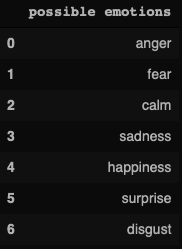 possible emotions
0 anger
1 fear
2 calm
3 sadness
4 happiness
5 surprise
6 disgust